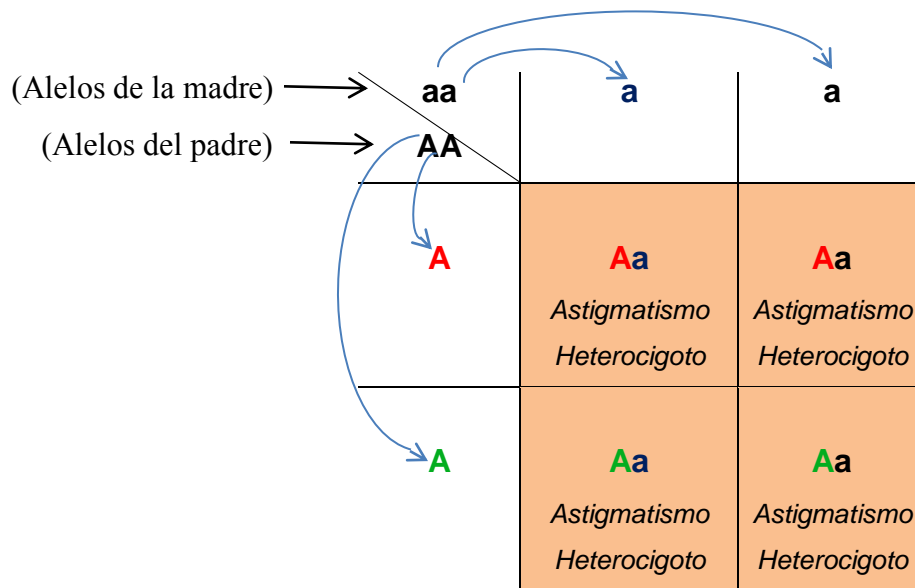 (Alelos de la madre) aa a a
(Alelos del padre) AA
A Aa Aa
Astigmatismo Astigmatismo
Heterocigoto Heterocigoto
A Aa Aa
Astigmatismo Astigmatismo
Heterocigoto Heterocigoto